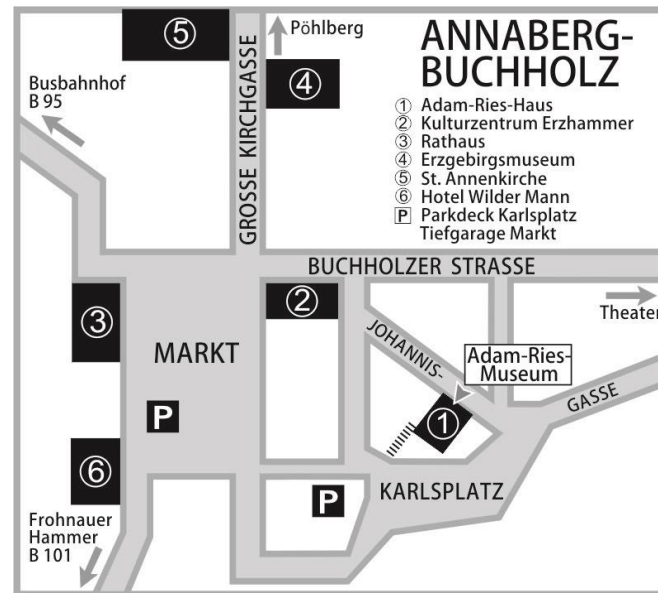 ANNABERG-
BUCHHOLZ
① Adam-Ries-Haus
② Kulturzentrum Erzhammer
③ Rathaus
④ Erzgebirgsmuseum
⑤ St. Annenkirche
⑥ Hotel Wilder Mann
P Parkdeck Karlsplatz
Tiefgarage Markt
⑤
Pöhlberg
④
Busbahnhof
B 95
GROSSE KIRCHGASSE
BUCHHOLZER STRASSE
Theater
②
③
MARKT
JOHANNIS-
GASSE
Adam-Ries-
Museum
①
P
⑥
KARLSPLATZ
P
Frohnauer
Hammer
B 101